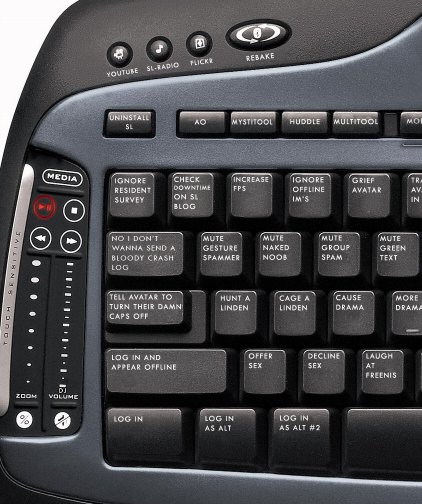 YOUTUBE
SL-RADIO
FLICKR
REBAKE
UNINSTALL
SL
AO
MYSTITOOL
HUDDLE
MULTITOOL
MEDIA
IGNORE
RESIDENT
SURVEY
CHECK
DOWNTIME
ON SL
BLOG
INCREASE
FPS
IGNORE
OFFLINE
IM'S
GRIEF
AVATAR
IN
NO I DON'T
WANNA SEND A
BLOODY CRASH
LOG
MUTE
GESTURE
SPAMMER
MUTE
NAKED
NOOB
MUTE
GROUP
SPAM
MUTE
GREEN
TEXT
TOUCH SENSITIVE
TELL AVATAR TO
TURN THEIR DAMN
CAPS OFF
HUNT A
LINDEN
CAGE A
LINDEN
CAUSE
DRAMA
MORE
DRAMA
LOG IN AND
APPEAR OFFLINE
OFFER
SEX
DECLINE
SEX
LAUGH
AT
FREENIS
DJ
ZOOM
VOLUME
%
LOG IN
LOG IN
AS ALT
LOG IN
AS ALT #2